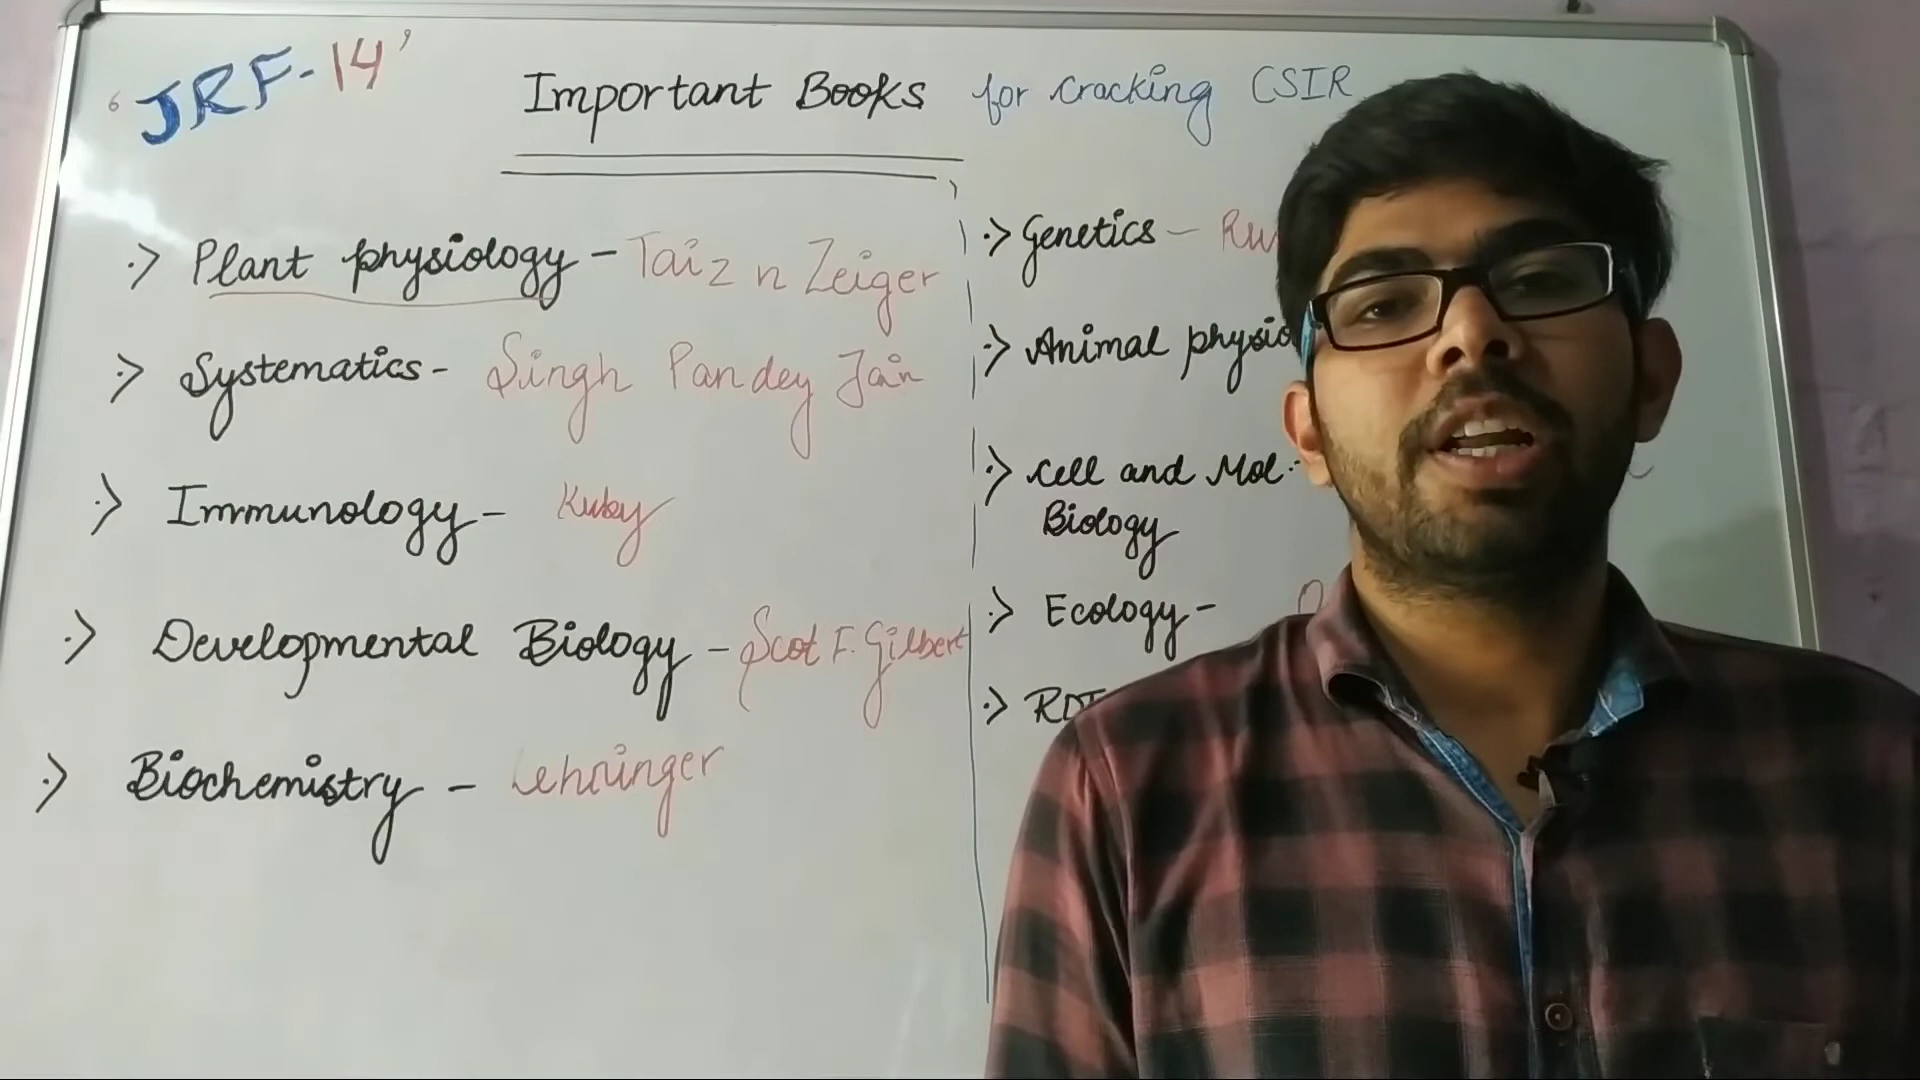 JRF-14'
Important Books for cracking CSIR
Plant physiology - Taiz n Zeiger
Systematics - Singh Pandey Jain
Immunology - Kuby
Developmental Biology - Scot F. Gilbert
Biochemistry - Lehninger
Genetics -
Animal
Cell and Mol.
Biology
Ecology -